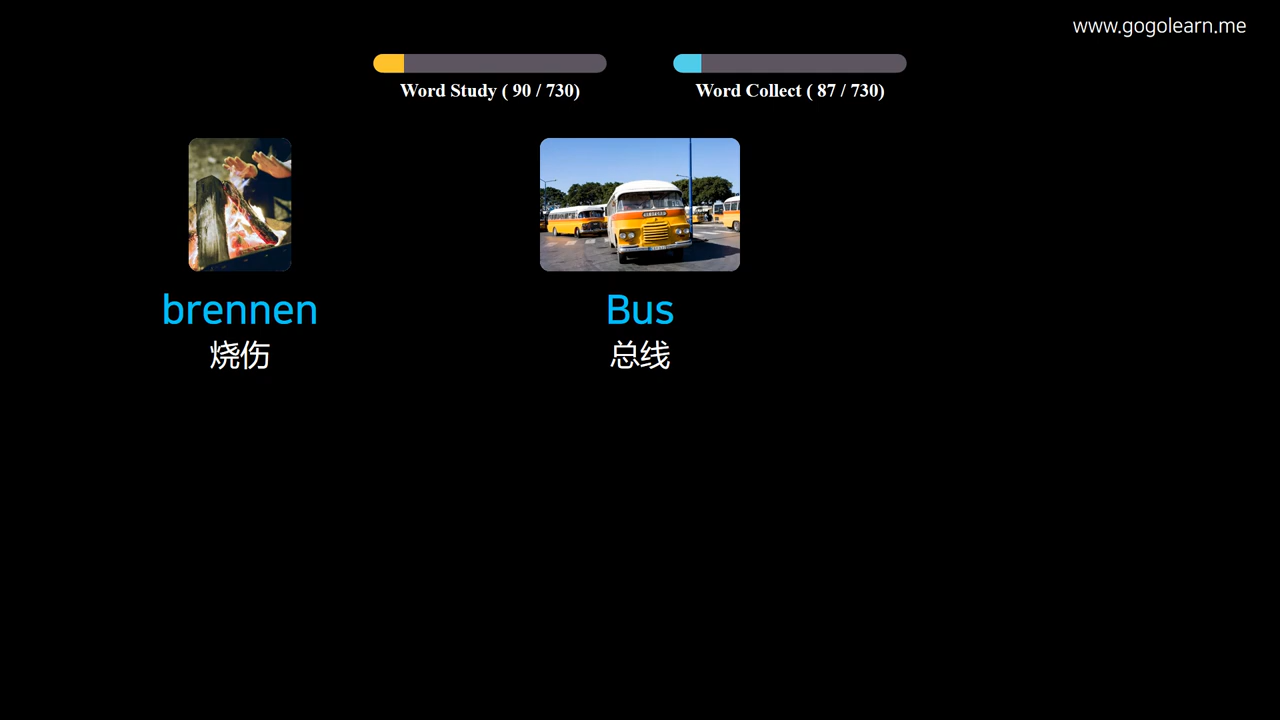 www.gogolearn.me
Word Study ( 90 / 730)
Word Collect ( 87 / 730)
brennen
烧伤
Bus
总线